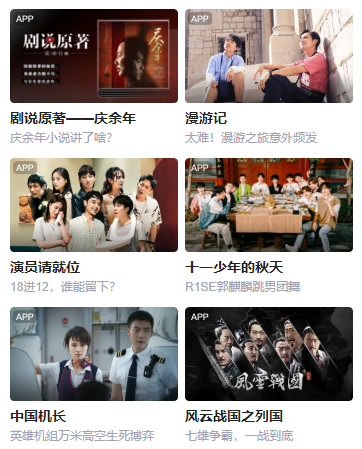 APP
剧说原著
庆余年
APP
剧说原著——庆余年
庆余年小说讲了啥?
漫游记
太难！漫游之旅意外频发
APP
APP
演员请就位
18进12，谁能留下?
十一少年的秋天
R1SE郭麒麟跳男团舞
APP
APP
風雲戰國
中国机长
英雄机组万米高空生死博弈
风云战国之列国
七雄争霸，一战到底